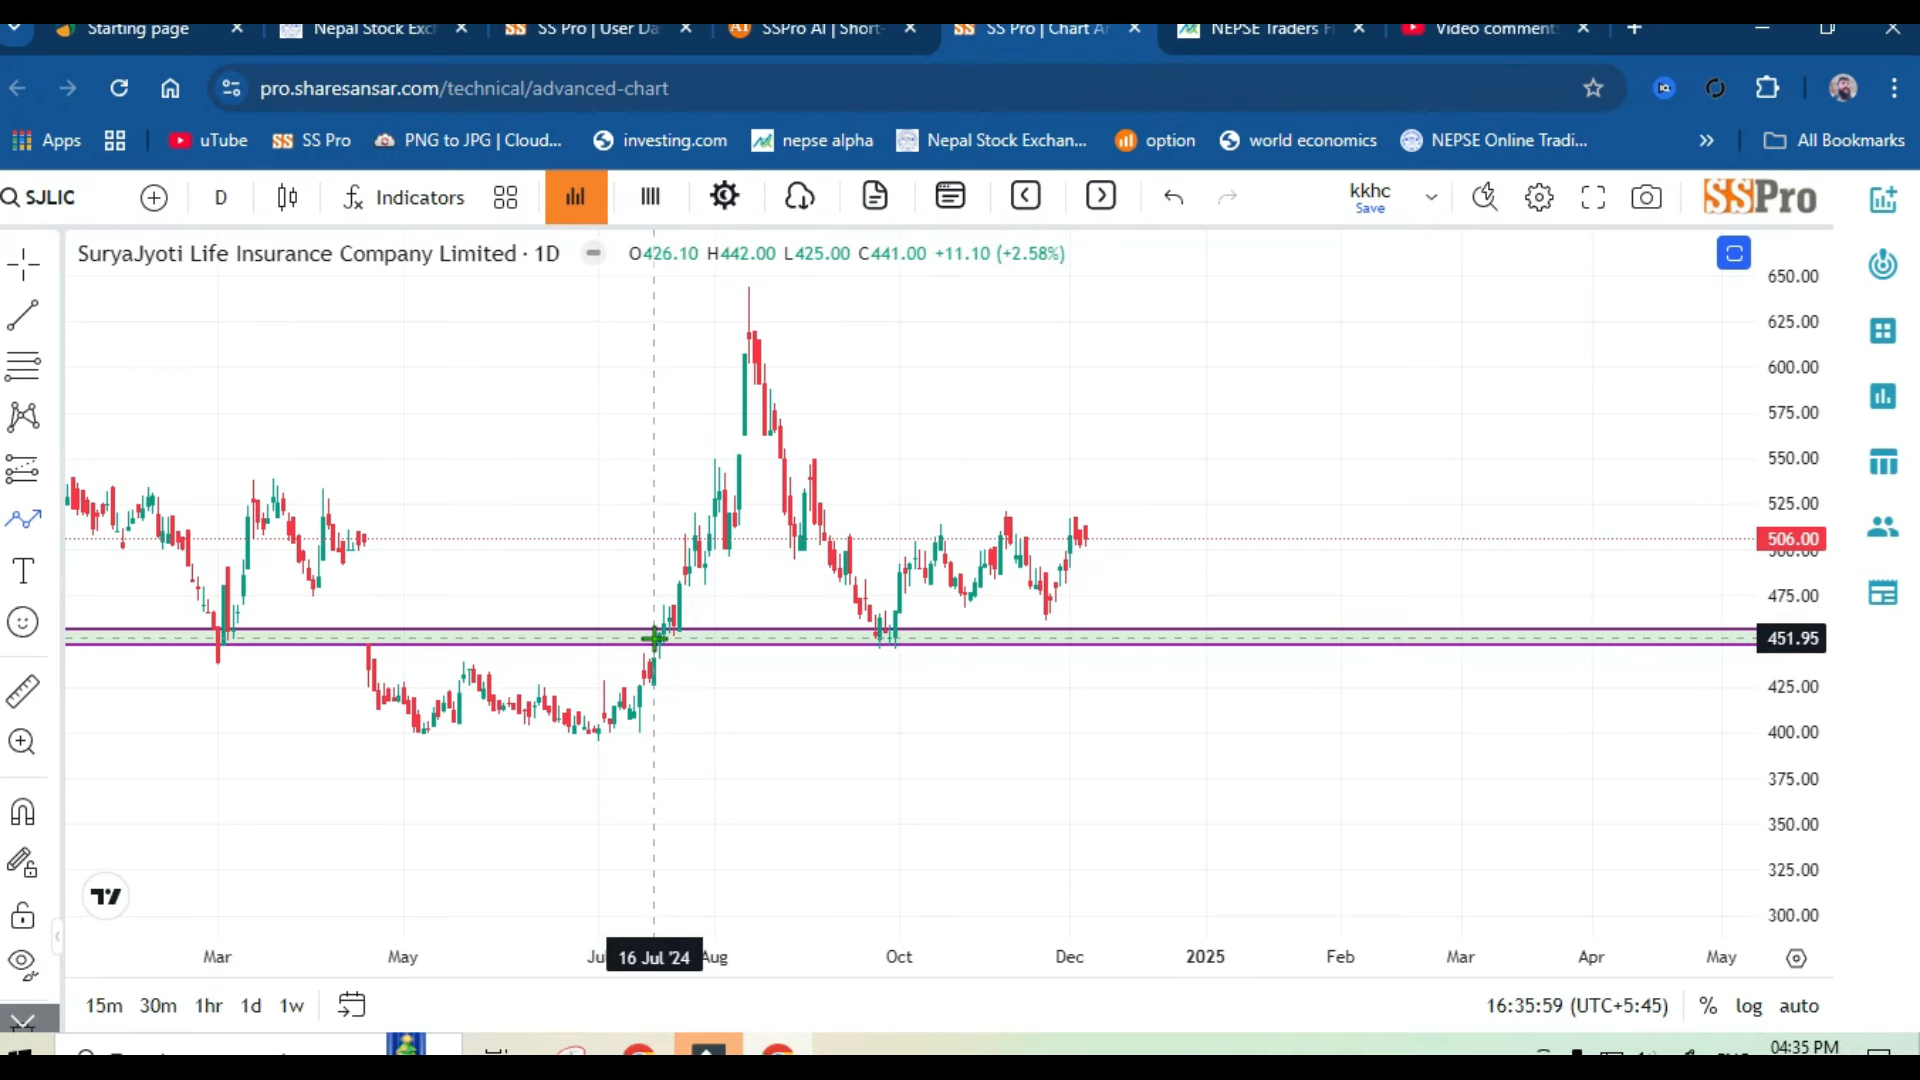 Starting page
Nepal Stock Exc
SS Pro | User Da
SSPro AI | Short-
SS Pro | Chart Ar
NEPSE Traders F
Video comments
pro.sharesansar.com/technical/advanced-chart
Apps
uTube
SS Pro
PNG to JPG | Cloud...
investing.com
nepse alpha
Nepal Stock Exchan...
option
world economics
NEPSE Online Tradi...
All Bookmarks
SJLIC
D
Indicators
kkhc
Save
SSPro
SuryaJyoti Life Insurance Company Limited · 1D
O426.10 H442.00 L425.00 C441.00 +11.10 (+2.58%)
650.00
625.00
600.00
575.00
550.00
525.00
506.00
500.00
475.00
451.95
425.00
400.00
375.00
350.00
325.00
300.00
Mar
May
Jul
16 Jul '24
Aug
Oct
Dec
2025
Feb
Mar
Apr
May
15m 30m 1hr 1d 1w
16:35:59 (UTC+5:45)
% log auto
04:35 PM